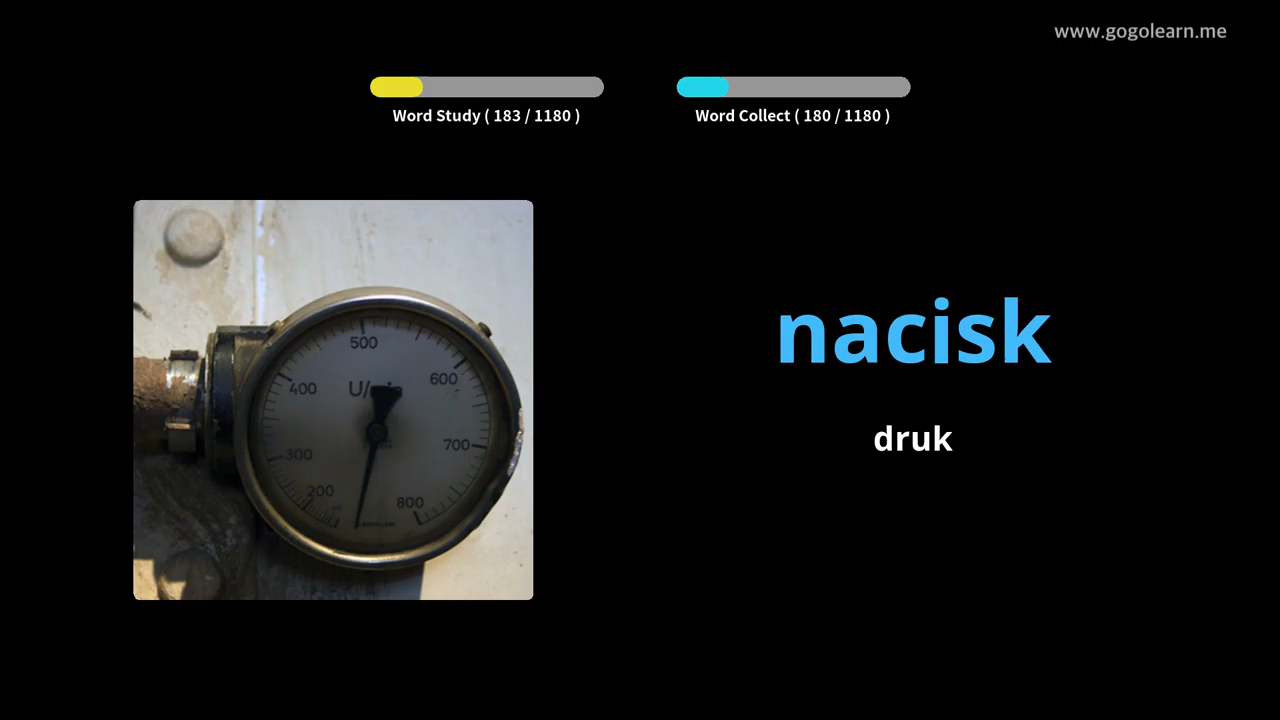 www.gogolearn.me
Word Study ( 183 / 1180 )
Word Collect ( 180 / 1180 )
500
400
600
300
700
200
800
nacisk
druk